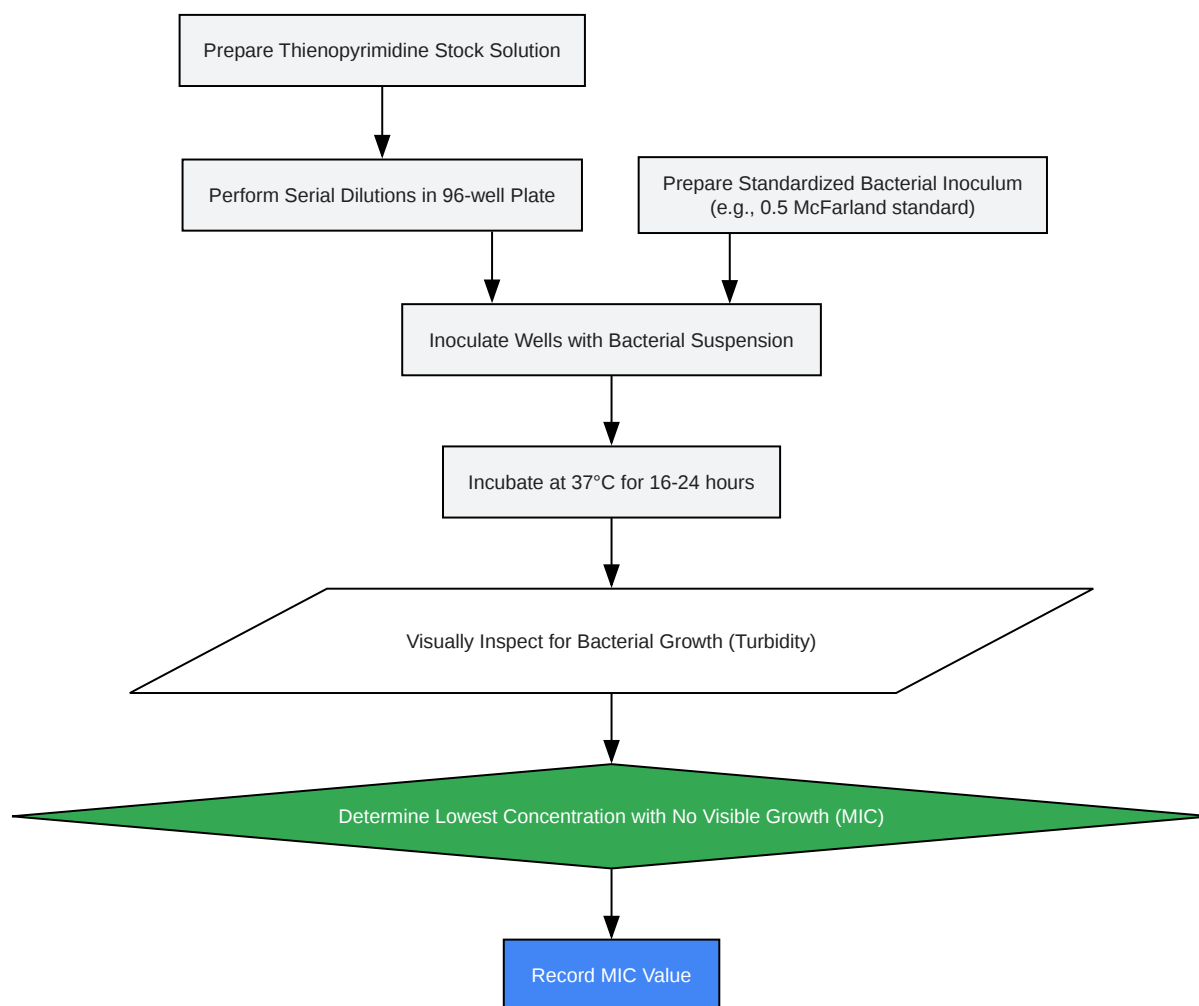 Prepare Thienopyrimidine Stock Solution
Perform Serial Dilutions in 96-well Plate
Prepare Standardized Bacterial Inoculum
(e.g., 0.5 McFarland standard)
Inoculate Wells with Bacterial Suspension
Incubate at 37°C for 16-24 hours
Visually Inspect for Bacterial Growth (Turbidity)
Determine Lowest Concentration with No Visible Growth (MIC)
Record MIC Value